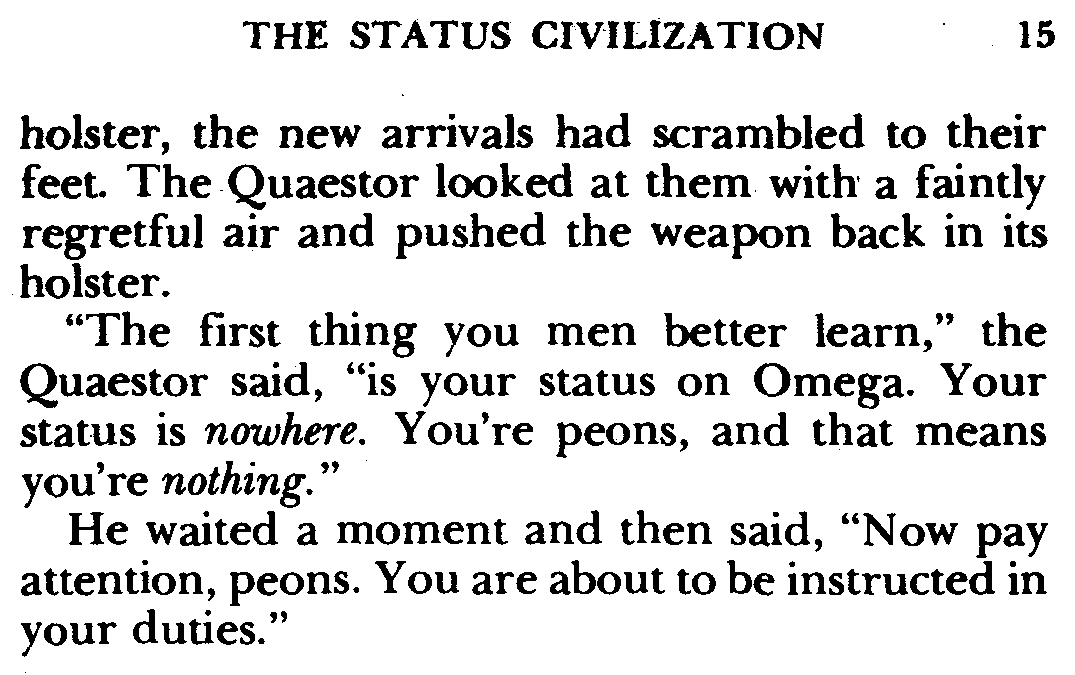 THE STATUS CIVILIZATION 15
holster, the new arrivals had scrambled to their
feet. The Quaestor looked at them with a faintly
regretful air and pushed the weapon back in its
holster.
“The first thing you men better learn,” the
Quaestor said, “is your status on Omega. Your
status is nowhere. You're peons, and that means
you're nothing.”
He waited a moment and then said, “Now pay
attention, peons. You are about to be instructed in
your duties.”